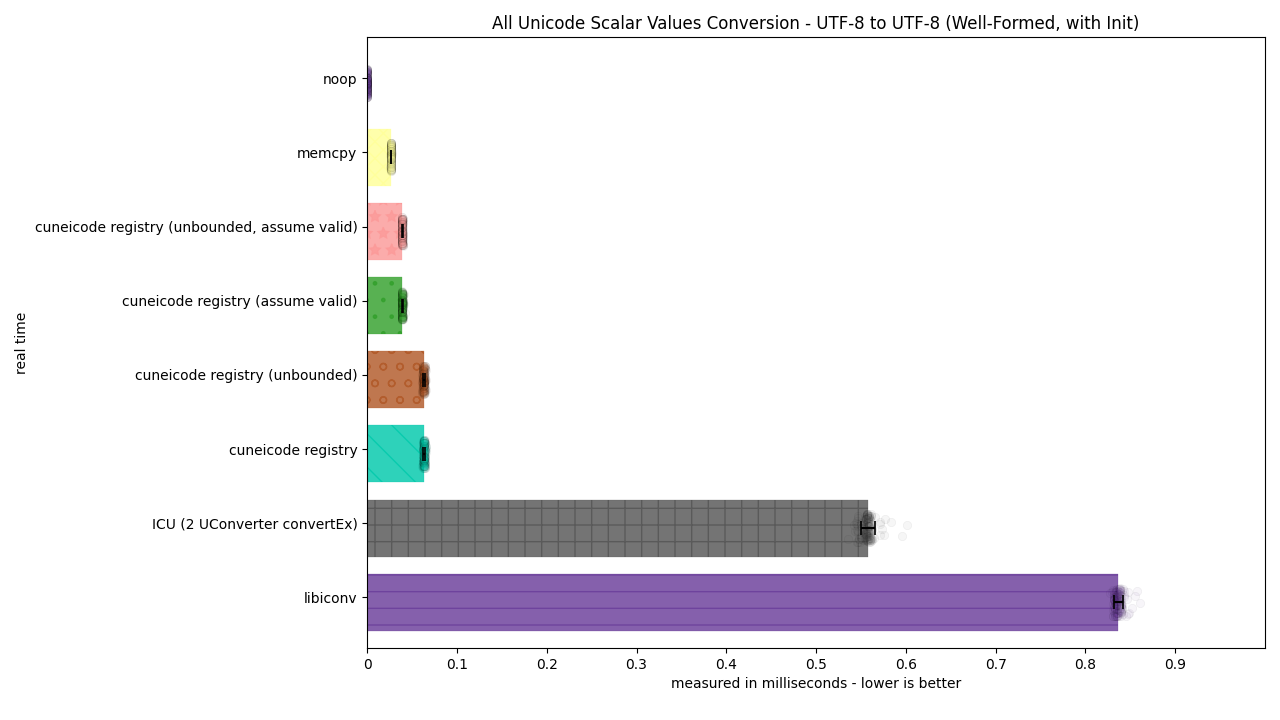 All Unicode Scalar Values Conversion - UTF-8 to UTF-8 (Well-Formed, with Init)
real time
noop
memcpy
cuneicode registry (unbounded, assume valid)
cuneicode registry (assume valid)
cuneicode registry (unbounded)
cuneicode registry
ICU (2 UConverter convertEx)
libiconv
0 0.1 0.2 0.3 0.4 0.5 0.6 0.7 0.8 0.9
measured in milliseconds - lower is better